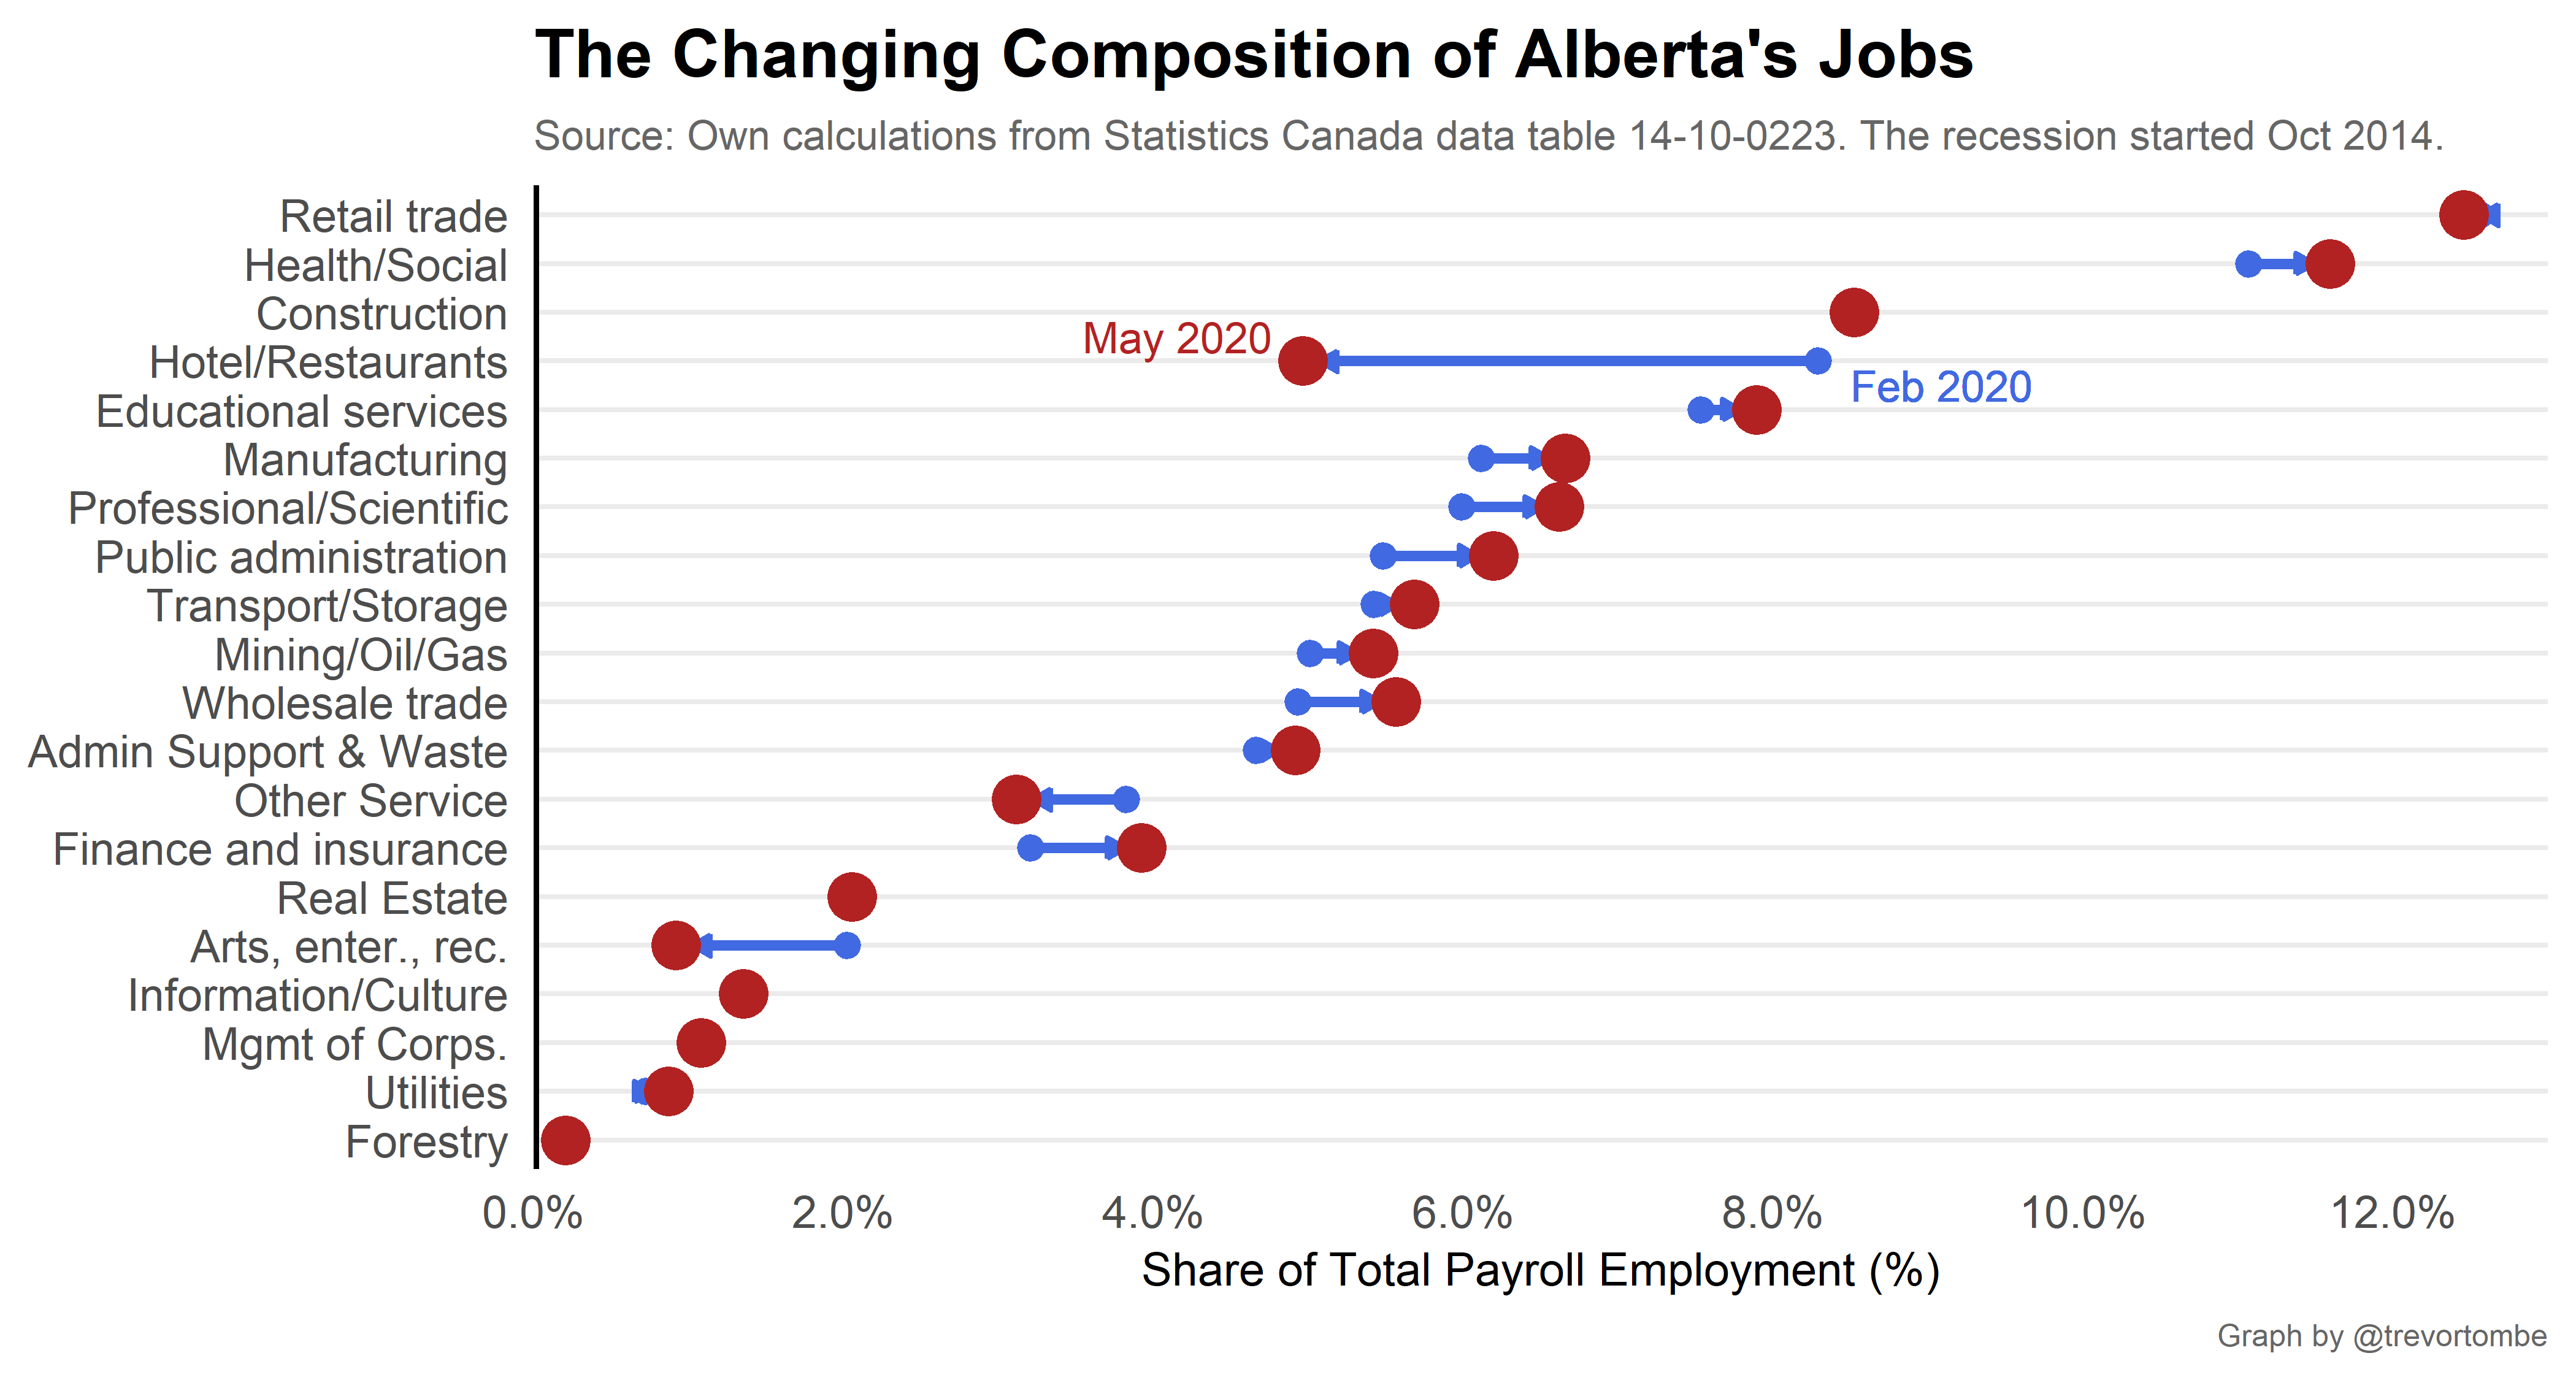 The Changing Composition of Alberta's Jobs
Source: Own calculations from Statistics Canada data table 14-10-0223. The recession started Oct 2014.
Retail trade
Health/Social
Construction
May 2020
Hotel/Restaurants
Feb 2020
Educational services
Manufacturing
Professional/Scientific
Public administration
Transport/Storage
Mining/Oil/Gas
Wholesale trade
Admin Support & Waste
Other Service
Finance and insurance
Real Estate
Arts, enter., rec.
Information/Culture
Mgmt of Corps.
Utilities
Forestry
0.0% 2.0% 4.0% 6.0% 8.0% 10.0% 12.0%
Share of Total Payroll Employment (%)
Graph by @trevortombe